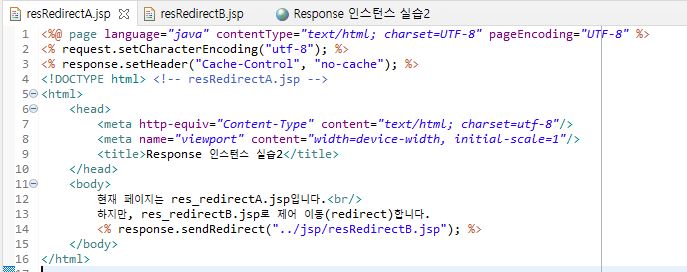 resRedirectA.jsp resRedirectB.jsp Response 인스턴스 실습2
1 <%@ page language="java" contentType="text/html; charset=UTF-8" pageEncoding="UTF-8" %>
2 <% request.setCharacterEncoding("utf-8"); %>
3 <% response.setHeader("Cache-Control", "no-cache"); %>
4 <!DOCTYPE html> <!-- resRedirectA.jsp -->
5 <html>
6 <head>
7 <meta http-equiv="Content-Type" content="text/html; charset=utf-8"/>
8 <meta name="viewport" content="width=device-width, initial-scale=1"/>
9 <title>Response 인스턴스 실습2</title>
10 </head>
11 <body>
12 현재 페이지는 res_redirectA.jsp입니다.<br/>
13 하지만, res_redirectB.jsp로 제어 이동(redirect)합니다.
14 <% response.sendRedirect("../jsp/resRedirectB.jsp"); %>
15 </body>
16 </html>
17